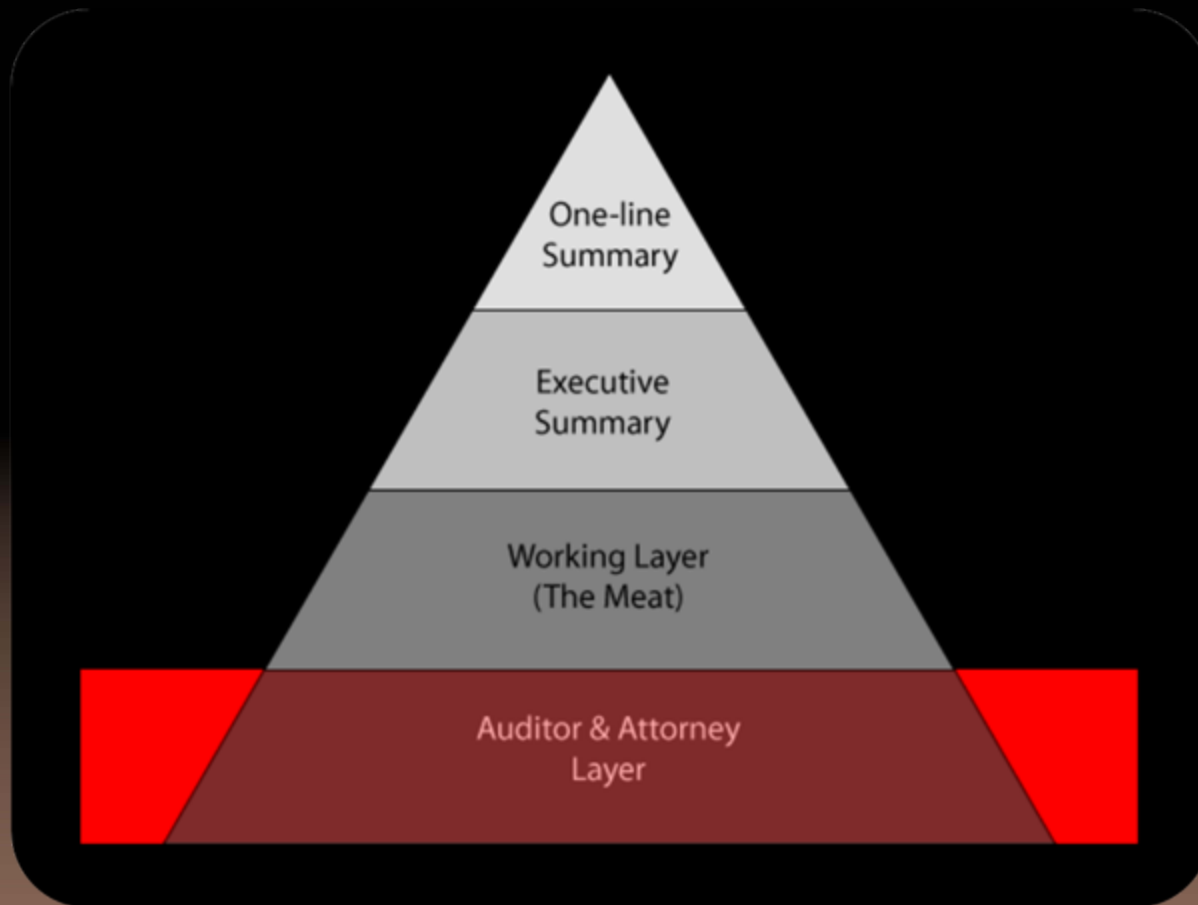 One-line
Summary
Executive
Summary
Working Layer
(The Meat)
Auditor & Attorney
Layer